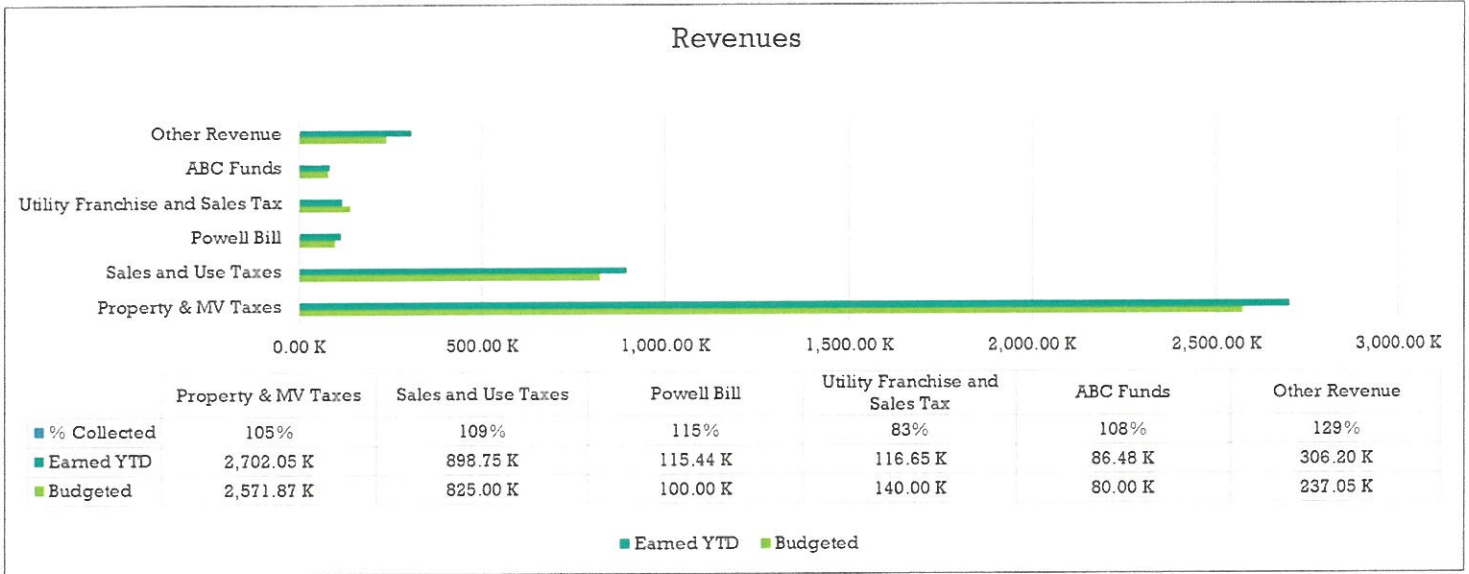 Revenues
Other Revenue
ABC Funds
Utility Franchise and Sales Tax
Powell Bill
Sales and Use Taxes
Property & MV Taxes
0.00 K 500.00 K 1,000.00 K 1,500.00 K 2,000.00 K 2,500.00 K 3,000.00 K
Property & MV Taxes Sales and Use Taxes Powell Bill Utility Franchise and Sales Tax ABC Funds Other Revenue
% Collected 105% 109% 115% 83% 108% 129%
Earned YTD 2,702.05 K 898.75 K 115.44 K 116.65 K 86.48 K 306.20 K
Budgeted 2,571.87 K 825.00 K 100.00 K 140.00 K 80.00 K 237.05 K
Earned YTD Budgeted